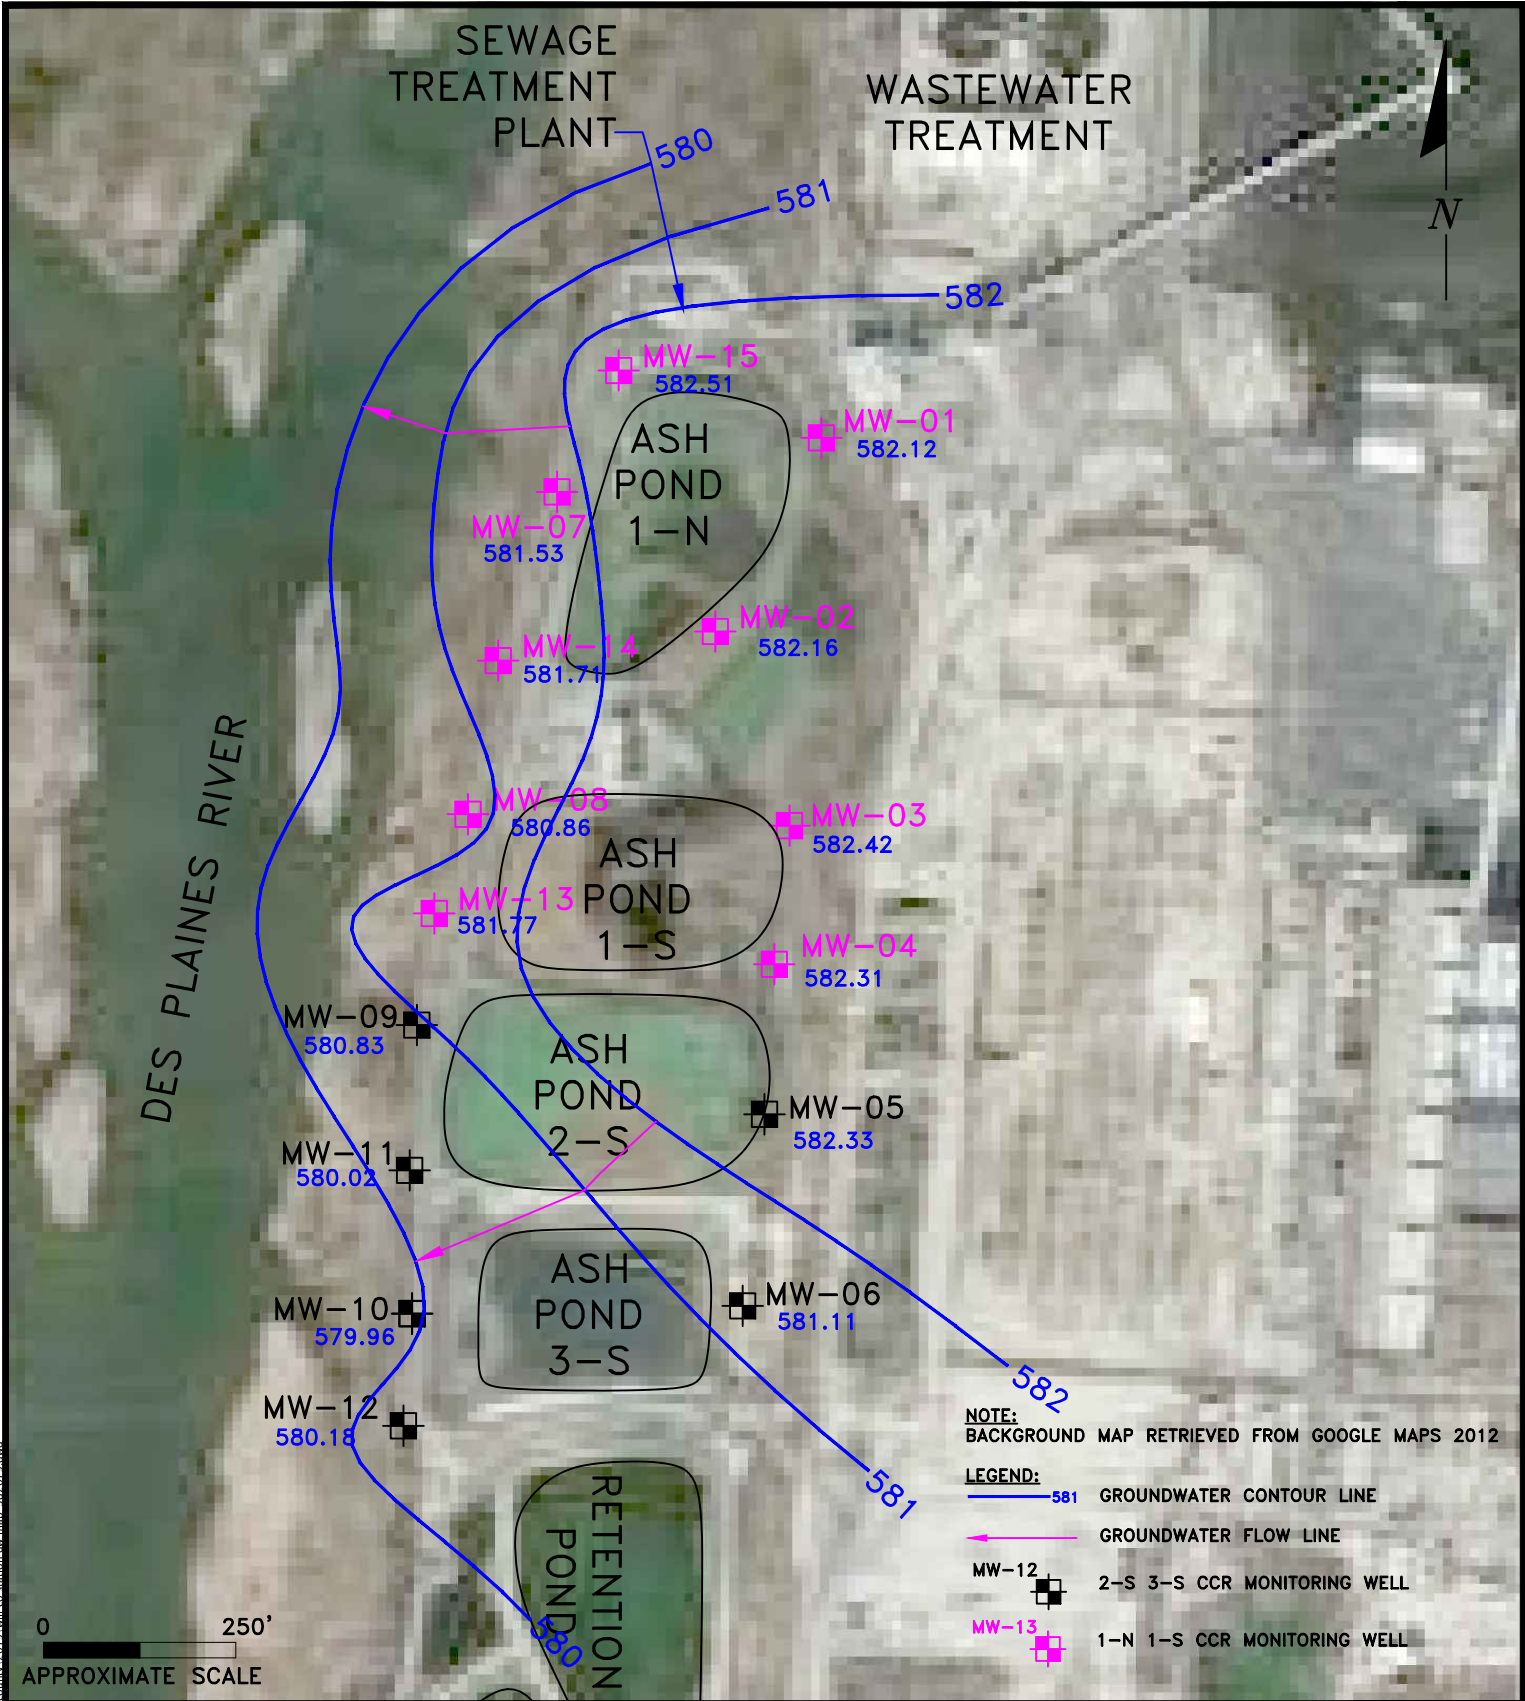 SEWAGE
TREATMENT
PLANT
WASTEWATER
TREATMENT
580
581
582
N
MW-15
582.51
MW-01
582.12
ASH
POND
1-N
MW-07
581.53
MW-02
582.16
MW-14
581.71
DES PLAINES RIVER
MW-08
580.86
MW-03
582.42
ASH
POND
1-S
MW-13
581.77
MW-04
582.31
MW-09
580.83
ASH
POND
2-S
MW-05
582.33
MW-11
580.02
ASH
POND
3-S
MW-06
581.11
MW-10
579.96
MW-12
580.18
582
581
580
RETENTION
POND
NOTE:
BACKGROUND MAP RETRIEVED FROM GOOGLE MAPS 2012
LEGEND:
581 GROUNDWATER CONTOUR LINE
GROUNDWATER FLOW LINE
MW-12 2-S 3-S CCR MONITORING WELL
MW-13 1-N 1-S CCR MONITORING WELL
0 250'
APPROXIMATE SCALE